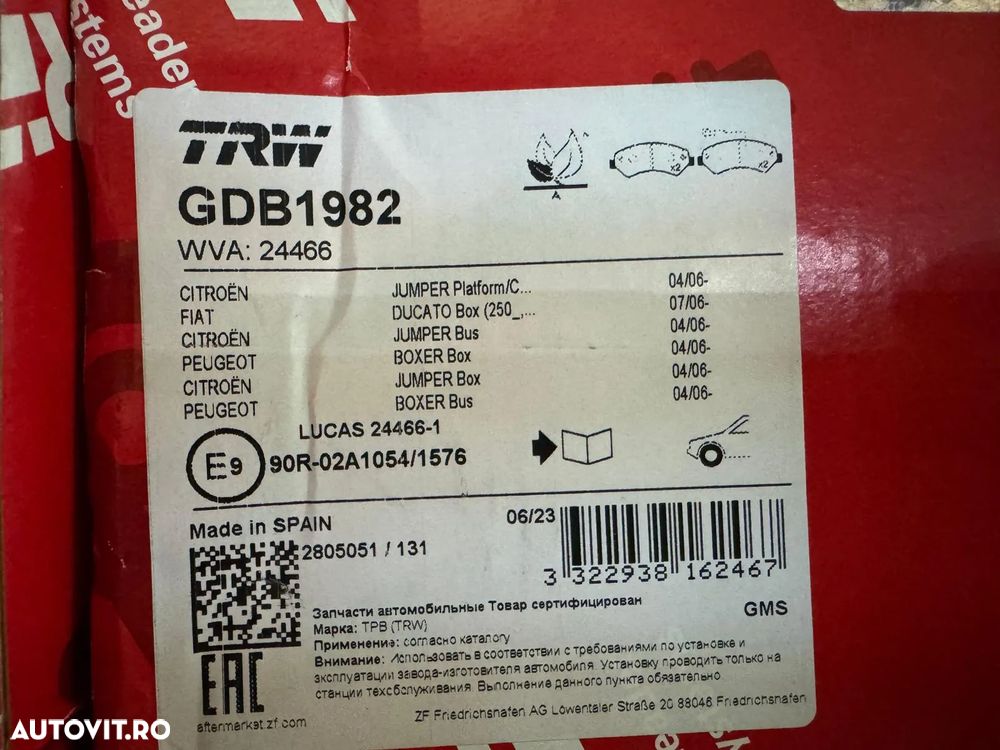 eader
stems
TRW
GDB1982
WVA: 24466
CITROËN JUMPER Platform/C... 04/06-
FIAT DUCATO Box (250_,... 07/06-
CITROËN JUMPER Bus 04/06-
PEUGEOT BOXER Box 04/06-
CITROËN JUMPER Box 04/06-
PEUGEOT BOXER Bus 04/06-
LUCAS 24466-1
E9 90R-02A1054/1576
A
x2 x2
Made in SPAIN
06/23
2805051 / 131
3 322938 162467
GMS
Запчасти автомобильные Товар сертифицирован
Марка: ТРВ (TRW)
Применение: согласно каталогу
Внимание: Использовать в соответствии с требованиями по установке и
эксплуатации завода-изготовителя автомобиля. Установку проводить только на
станции техобслуживания. Выполнение данного пункта обязательно.
EAC
aftermarket.zf.com
ZF Friedrichshafen AG Löwentaler Straße 20 88046 Friedrichshafen
AUTOVIT.RO